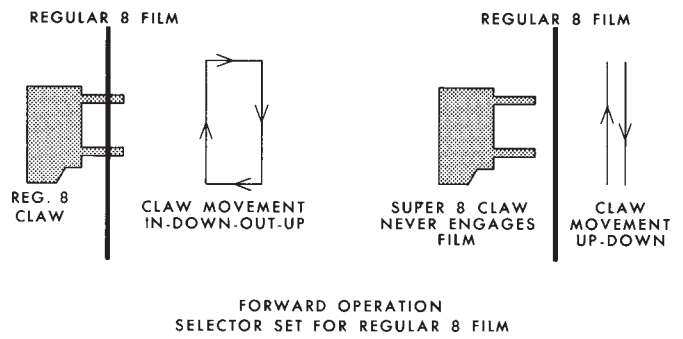 REGULAR 8 FILM
REG. 8
CLAW
CLAW MOVEMENT
IN-DOWN-OUT-UP
REGULAR 8 FILM
SUPER 8 CLAW
NEVER ENGAGES
FILM
CLAW
MOVEMENT
UP-DOWN
FORWARD OPERATION
SELECTOR SET FOR REGULAR 8 FILM